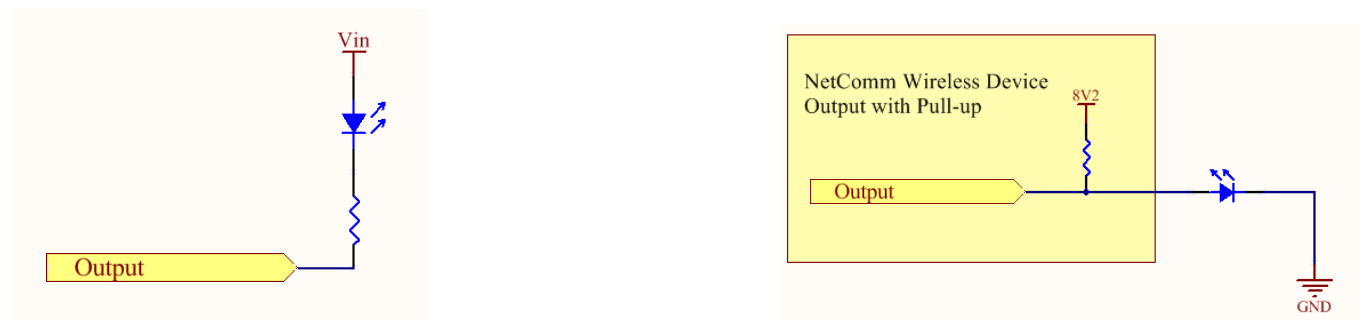 Vin
Output
NetComm Wireless Device
Output with Pull-up
8V2
Output
GND